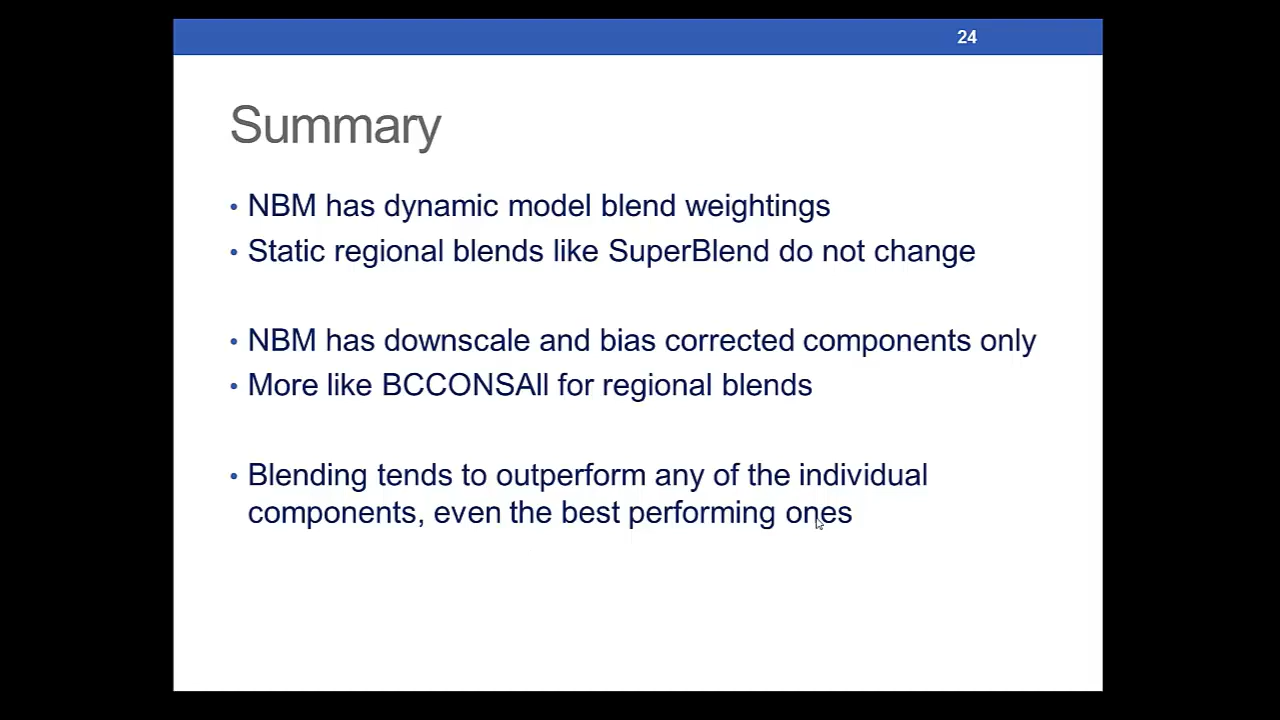 24
Summary
• NBM has dynamic model blend weightings
• Static regional blends like SuperBlend do not change
• NBM has downscale and bias corrected components only
• More like BCCONSAll for regional blends
• Blending tends to outperform any of the individual
components, even the best performing ones